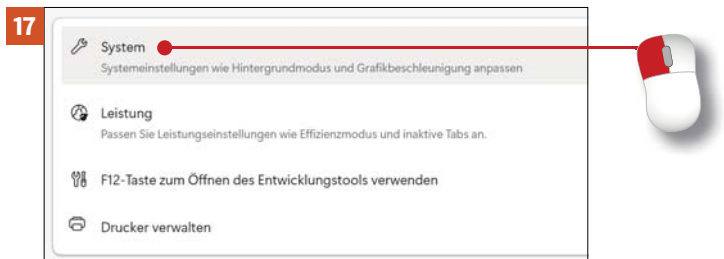 17
System
Systemeinstellungen wie Hintergrundmodus und Grafikbeschleunigung anpassen
Leistung
Passen Sie Leistungseinstellungen wie Effizienzmodus und inaktive Tabs an.
F12-Taste zum Öffnen des Entwicklungstools verwenden
Drucker verwalten